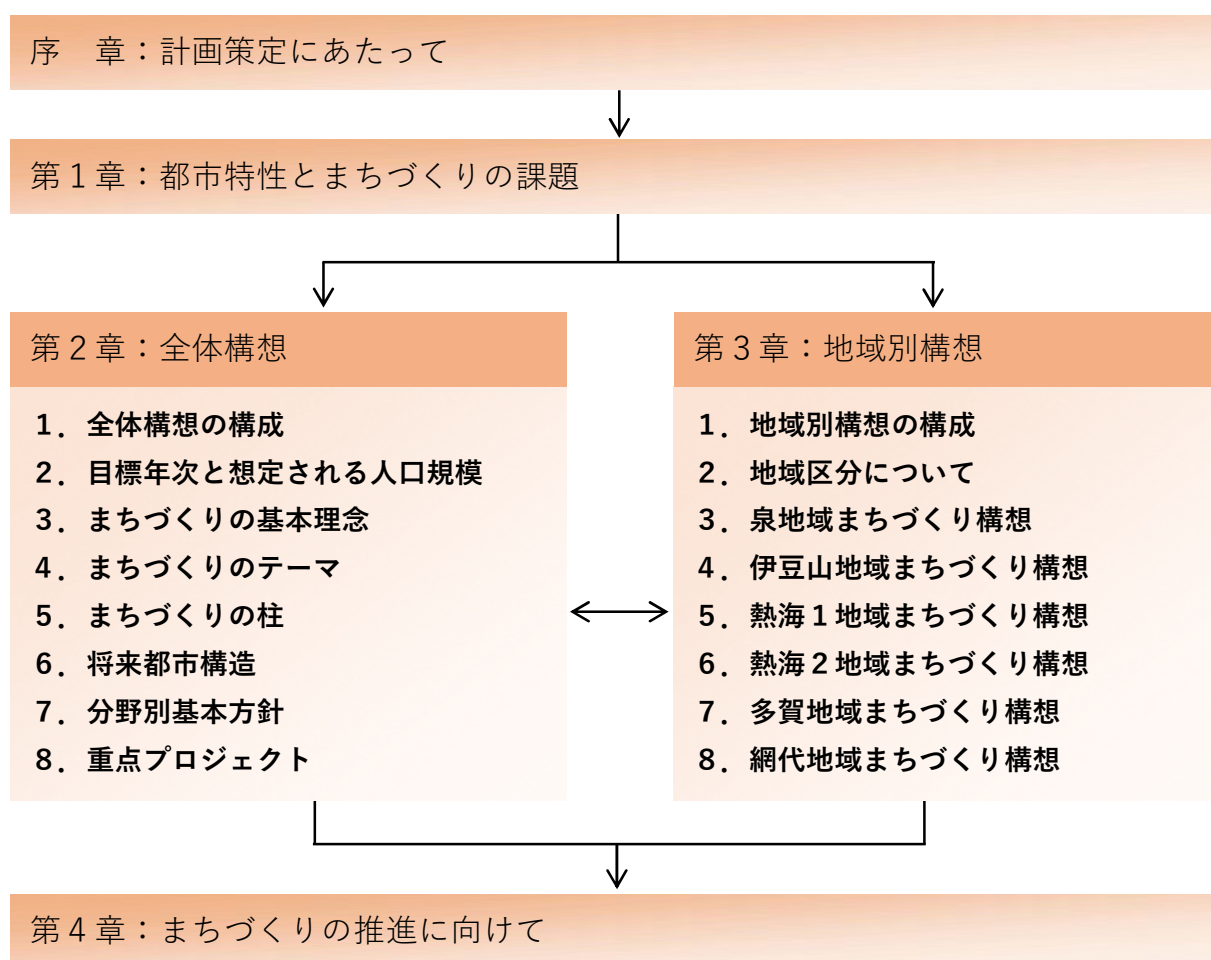 序　章：計画策定にあたって
第１章：都市特性とまちづくりの課題
第２章：全体構想
1．全体構想の構成
2．目標年次と想定される人口規模
3．まちづくりの基本理念
4．まちづくりのテーマ
5．まちづくりの柱
6．将来都市構造
7．分野別基本方針
8．重点プロジェクト
第３章：地域別構想
1．地域別構想の構成
2．地域区分について
3．泉地域まちづくり構想
4．伊豆山地域まちづくり構想
5．熱海１地域まちづくり構想
6．熱海２地域まちづくり構想
7．多賀地域まちづくり構想
8．網代地域まちづくり構想
第４章：まちづくりの推進に向けて